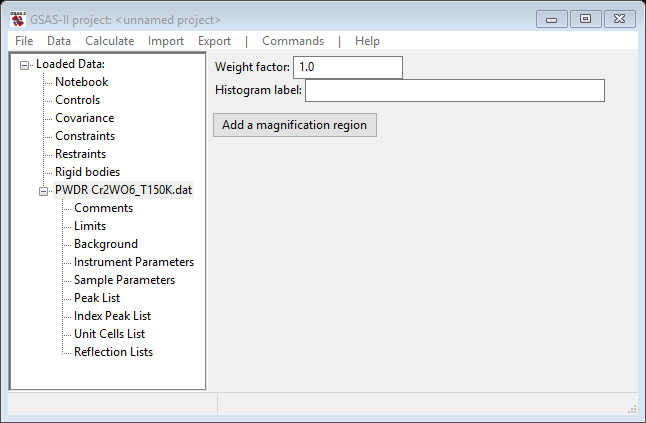 GSAS-II project: <unnamed project>
File Data Calculate Import Export | Commands | Help
Loaded Data:
Notebook
Controls
Covariance
Constraints
Restraints
Rigid bodies
PWDR Cr2WO6_T150K.dat
Comments
Limits
Background
Instrument Parameters
Sample Parameters
Peak List
Index Peak List
Unit Cells List
Reflection Lists
Weight factor: 1.0
Histogram label:
Add a magnification region